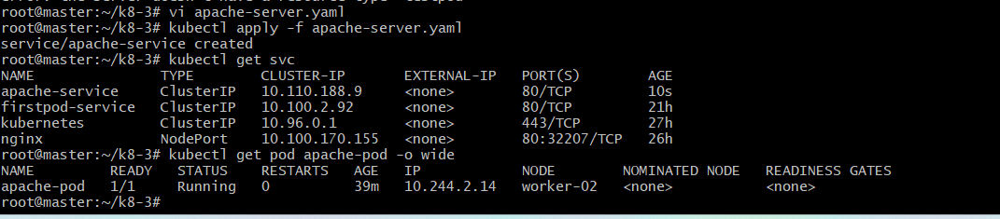 root@master:~/k8-3# vi apache-server.yaml
root@master:~/k8-3# kubectl apply -f apache-server.yaml
service/apache-service created
root@master:~/k8-3# kubectl get svc
NAME TYPE CLUSTER-IP EXTERNAL-IP PORT(S) AGE
apache-service ClusterIP 10.110.188.9 <none> 80/TCP 10s
firstpod-service ClusterIP 10.100.2.92 <none> 80/TCP 21h
kubernetes ClusterIP 10.96.0.1 <none> 443/TCP 27h
nginx NodePort 10.100.170.155 <none> 80:32207/TCP 26h
root@master:~/k8-3# kubectl get pod apache-pod -o wide
NAME READY STATUS RESTARTS AGE IP NODE NOMINATED NODE READINESS GATES
apache-pod 1/1 Running 0 39m 10.244.2.14 worker-02 <none> <none>
root@master:~/k8-3#